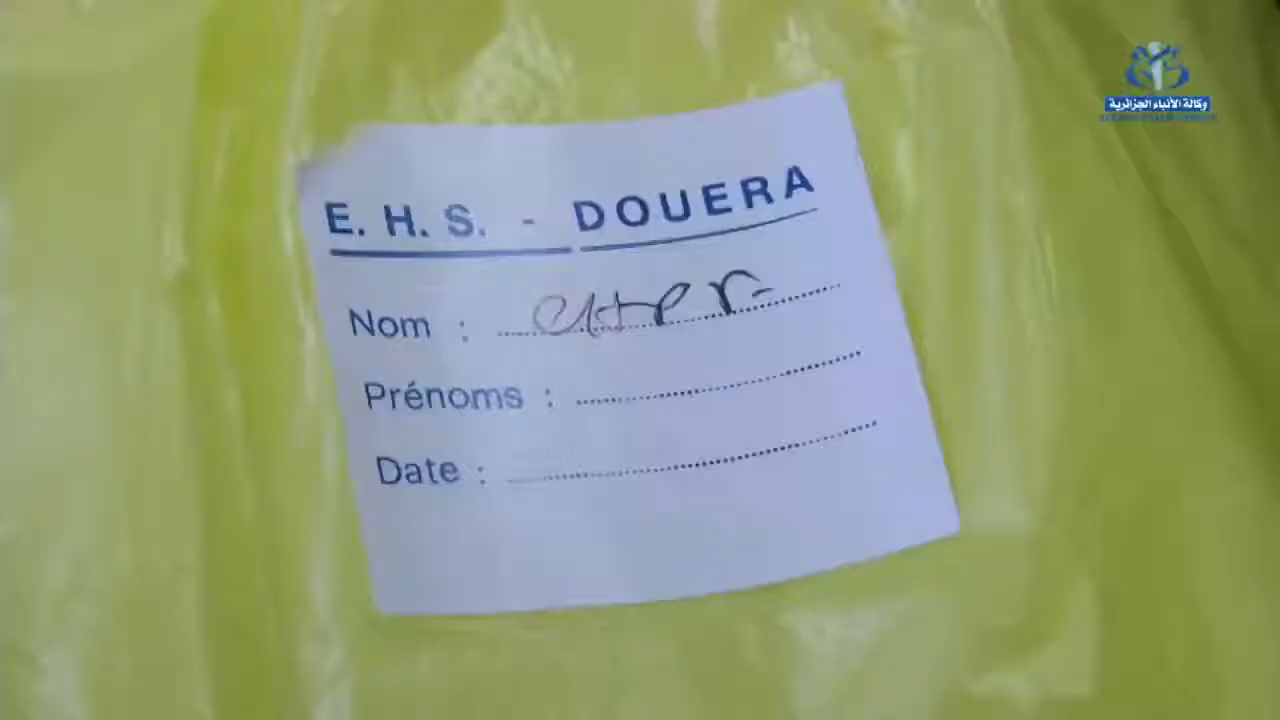 وكالة الأنباء الجزائرية
E. H. S. - DOUERA
Nom :
Prénoms :
Date :